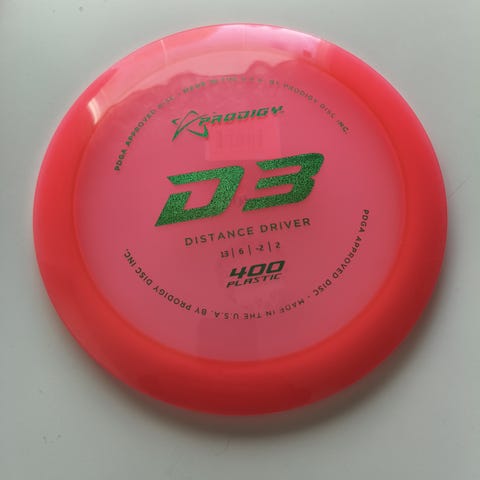 PDGA APPROVED DISC - MADE IN THE U.S.A. BY PRODIGY DISC INC.
PRODIGY
D3
DISTANCE DRIVER
13 | 6 | -2 | 2
400
PLASTIC
PDGA APPROVED DISC - MADE IN THE U.S.A. BY PRODIGY DISC INC.